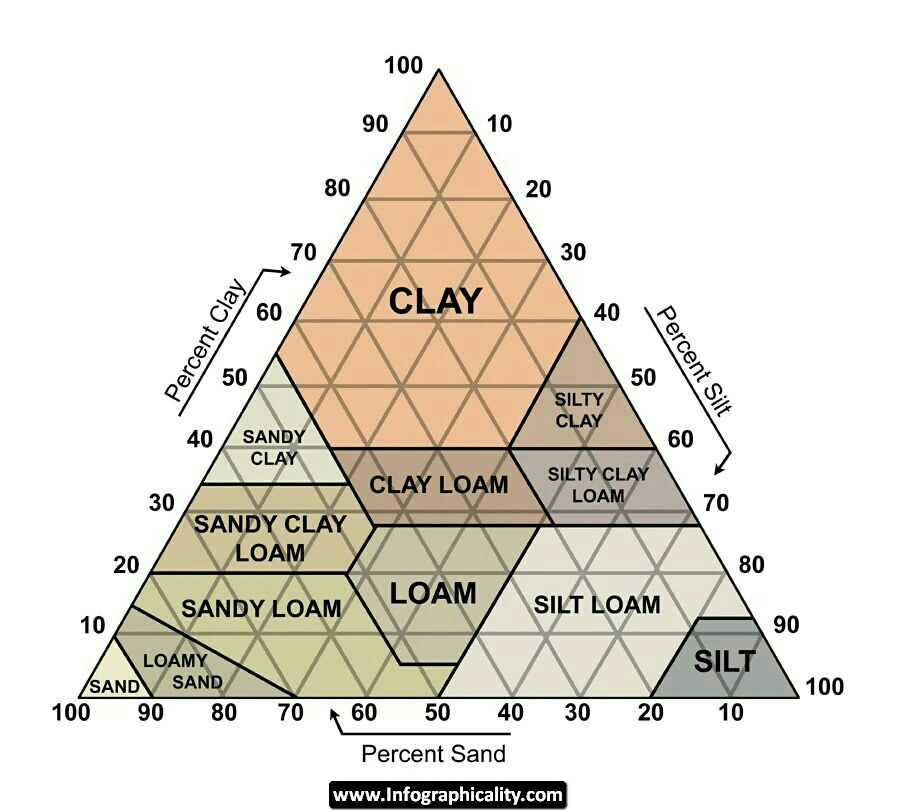 100
90
10
80
20
70
30
CLAY
60
40
Percent Clay
Percent Silt
50
50
SILTY
CLAY
40
60
SANDY
CLAY
CLAY LOAM
SILTY CLAY
LOAM
30
70
SANDY CLAY
LOAM
20
80
LOAM
SANDY LOAM
SILT LOAM
10
90
LOAMY
SAND
SAND
SILT
100
100 90 80 70 60 50 40 30 20 10
Percent Sand
www.Infographicality.com